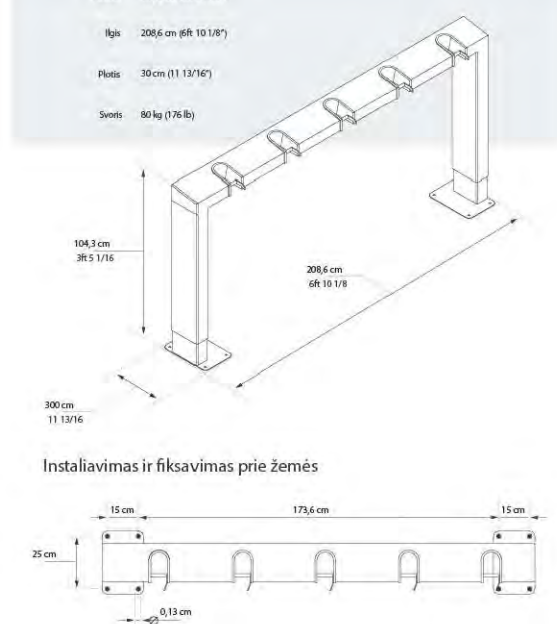 Ilgis 208,6 cm (6ft 10 1/8")
Plotis 30 cm (11 13/16")
Svoris 80 kg (176 lb)
104,3 cm
3ft 5 1/16
208,6 cm
6ft 10 1/8
300 cm
11 13/16
Instaliavimas ir fiksavimas prie žemės
15 cm 173,6 cm 15 cm
25 cm
0,13 cm